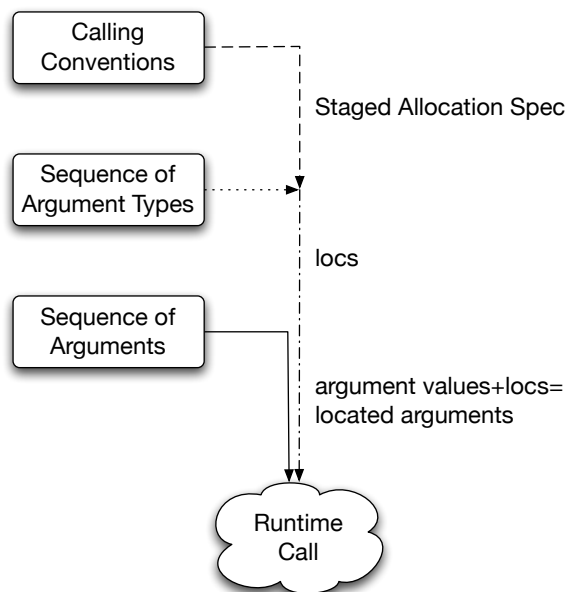 Calling
Conventions
Staged Allocation Spec
Sequence of
Argument Types
locs
Sequence of
Arguments
argument values+locs=
located arguments
Runtime
Call